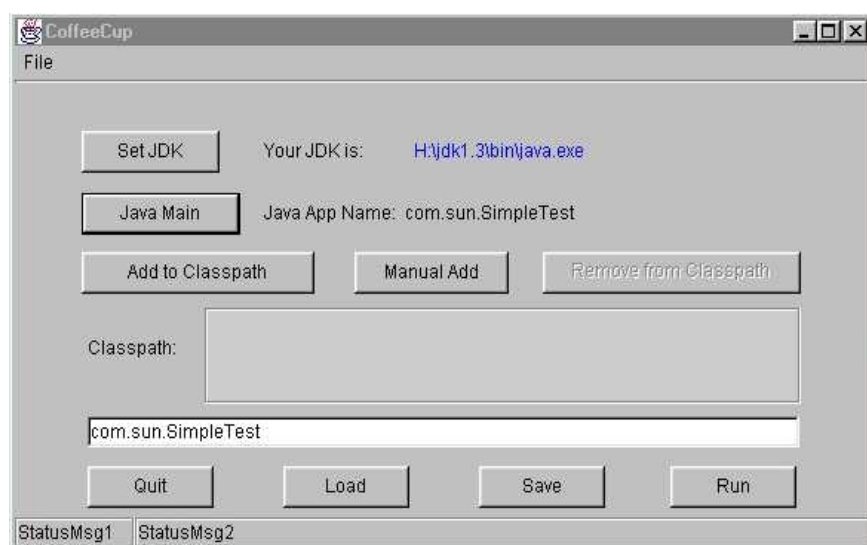 CoffeeCup
File
Set JDK Your JDK is: H:\jdk1.3\bin\java.exe
Java Main Java App Name: com.sun.SimpleTest
Add to Classpath Manual Add Remove from Classpath
Classpath:
com.sun.SimpleTest
Quit Load Save Run
StatusMsg1 StatusMsg2